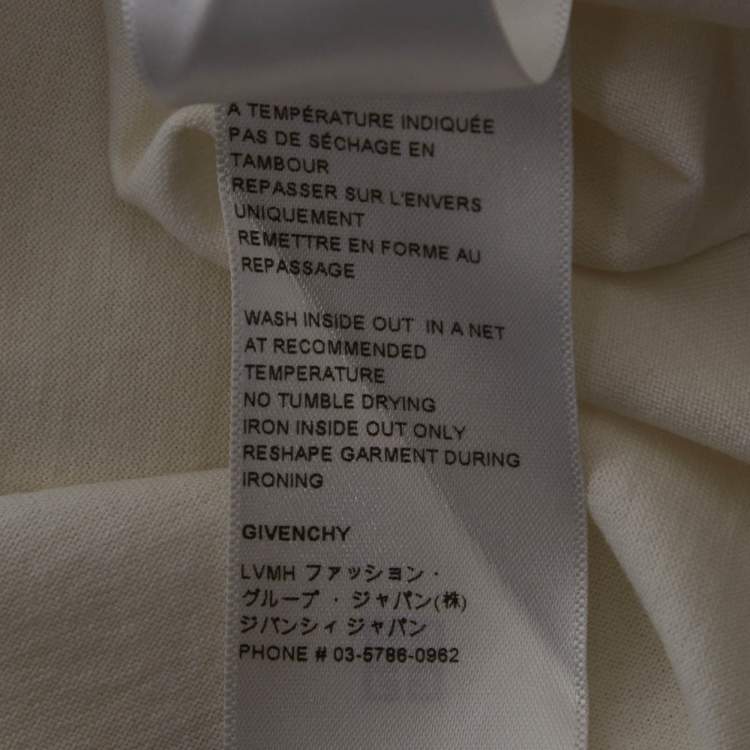 A TEMPÉRATURE INDIQUÉE
PAS DE SÉCHAGE EN
TAMBOUR
REPASSER SUR L'ENVERS
UNIQUEMENT
REMETTRE EN FORME AU
REPASSAGE
WASH INSIDE OUT IN A NET
AT RECOMMENDED
TEMPERATURE
NO TUMBLE DRYING
IRON INSIDE OUT ONLY
RESHAPE GARMENT DURING
IRONING
GIVENCHY
LVMH ファッション・
グループ・ジャパン(株)
ジバンシィ ジャパン
PHONE # 03-5786-0962